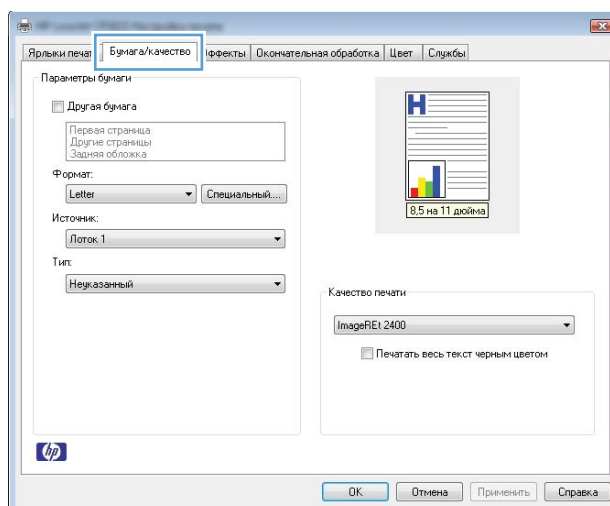 Ярлыки печат
Бумага/качество
ффекты
Окончательная обработка
Цвет
Службы
Параметры бумаги
Другая бумага
Первая страница
Другие страницы
Задняя обложка
Формат:
Letter
Специальный....
Источник:
Лоток 1
Тип:
Неуказанный
H
8,5 на 11 дюйма
Качество печати
ImageREt 2400
Печатать весь текст черным цветом
hp
OK
Отмена
Применить
Справка